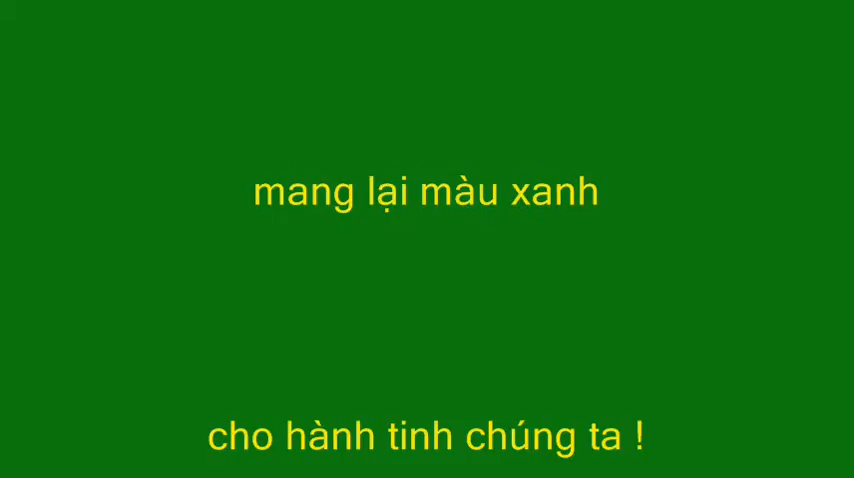 mang lại màu xanh
cho hành tinh chúng ta !